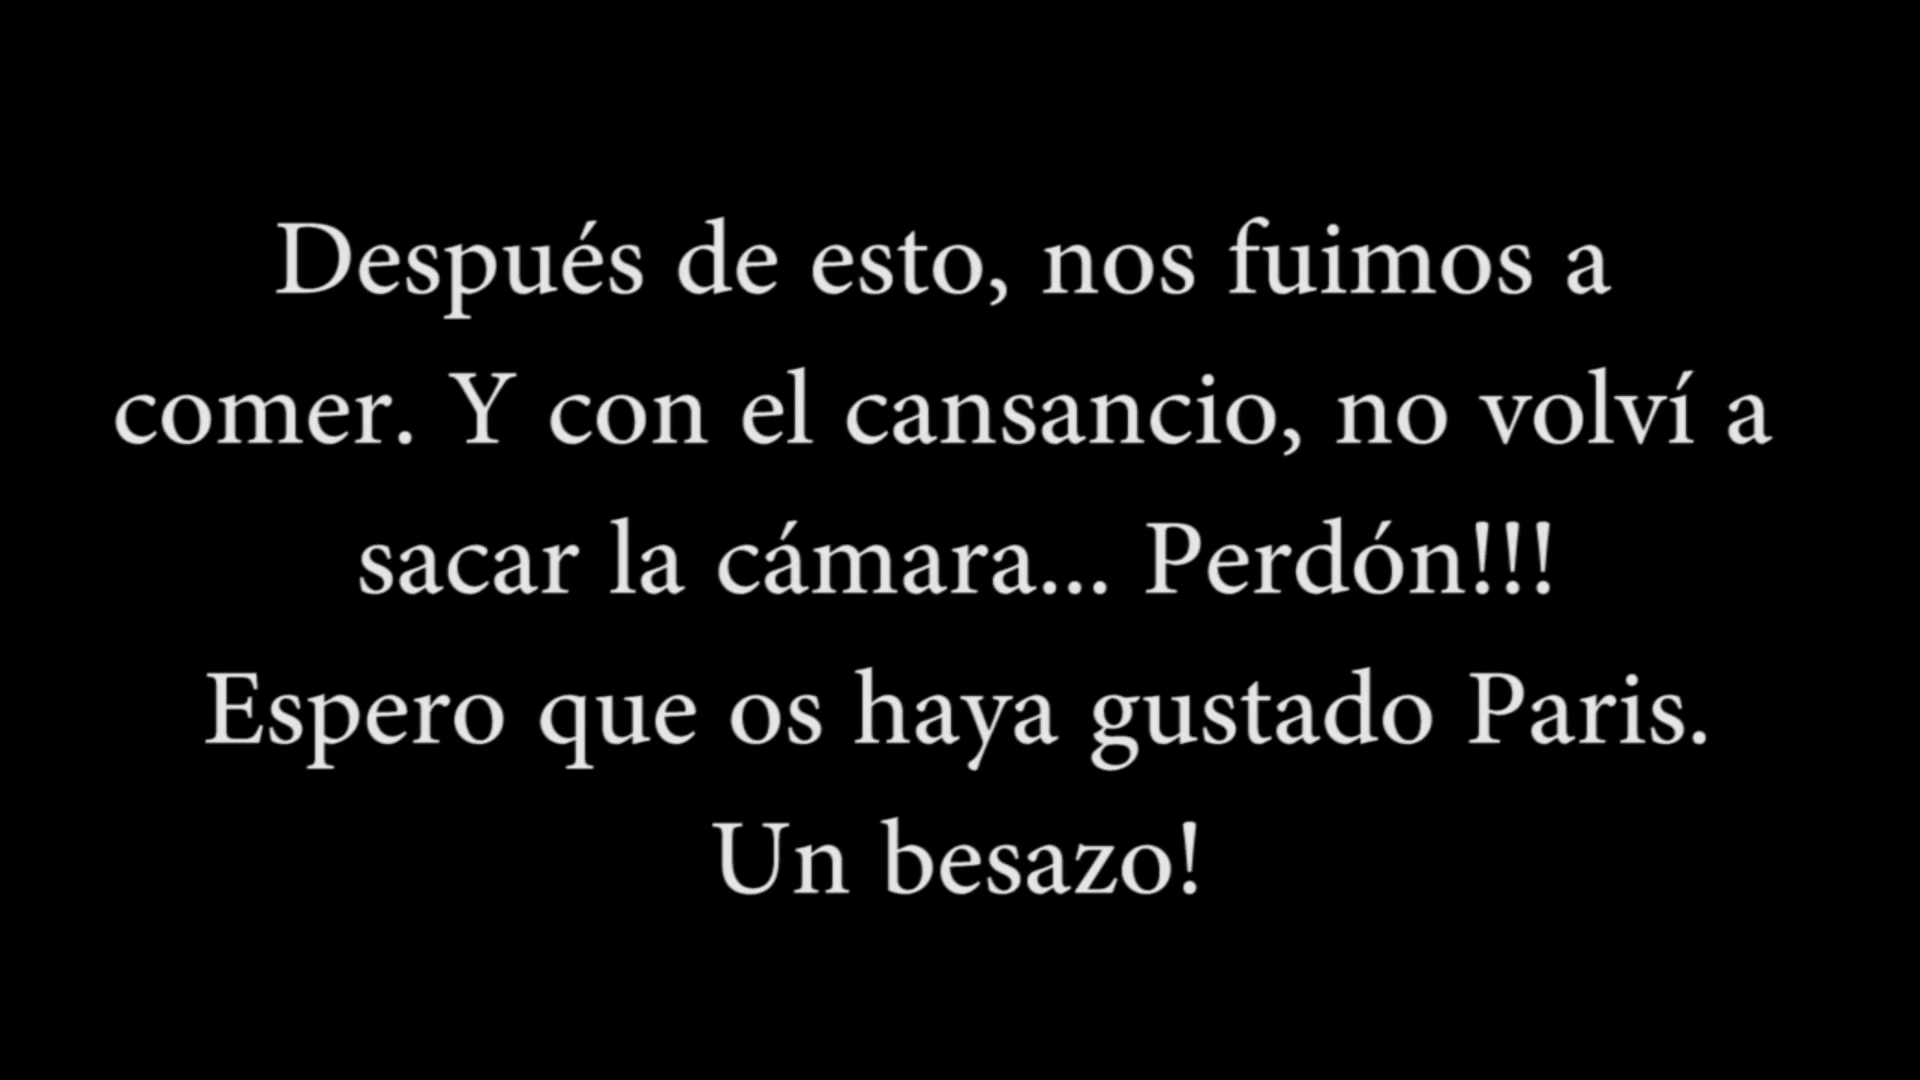 Después de esto, nos fuimos a
comer. Y con el cansancio, no volví a
sacar la cámara... Perdón!!!
Espero que os haya gustado Paris.
Un besazo!